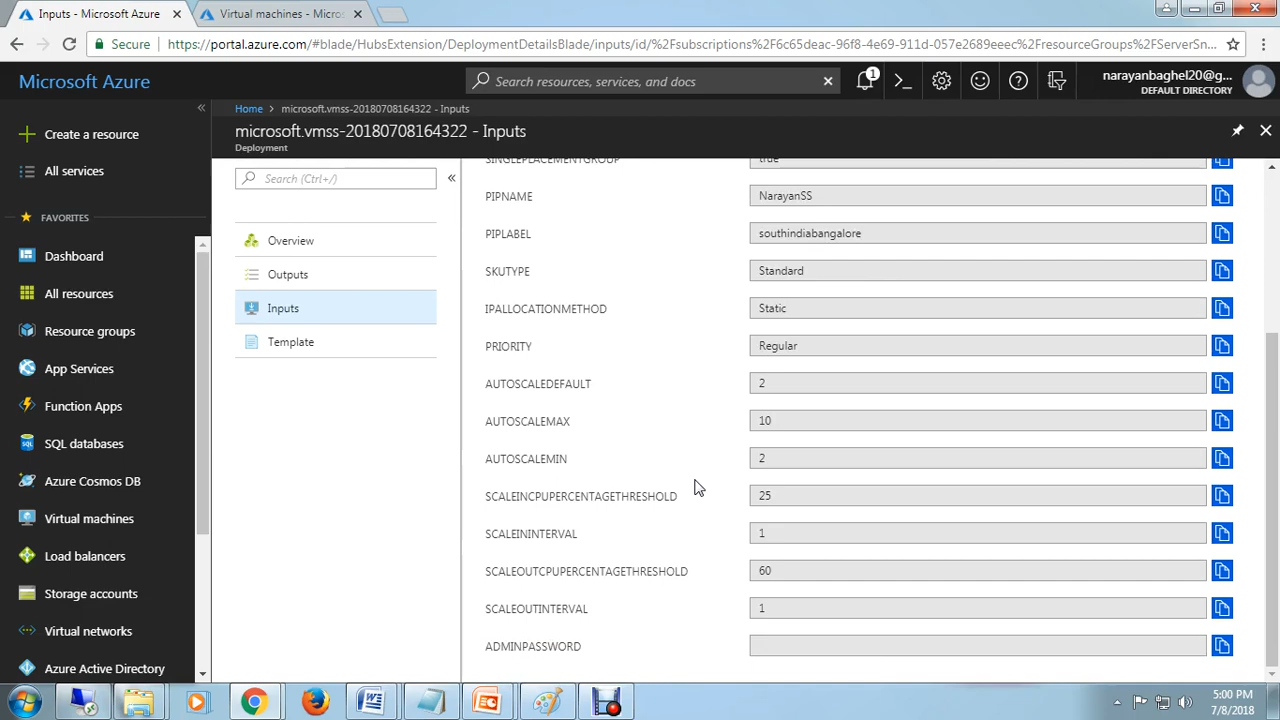 Inputs - Microsoft Azure
Virtual machines - Micros
Secure
https://portal.azure.com/#blade/HubsExtension/DeploymentDetailsBlade/inputs/id/%2Fsubscriptions%2F6c65deac-96f8-4e69-911d-057e2689eeec%2FresourceGroups%2FServerSn...
Microsoft Azure
Search resources, services, and docs
1
narayanbaghel20@g...
DEFAULT DIRECTORY
Create a resource
All services
FAVORITES
Dashboard
All resources
Resource groups
App Services
Function Apps
SQL databases
Azure Cosmos DB
Virtual machines
Load balancers
Storage accounts
Virtual networks
Azure Active Directory
Home > microsoft.vmss-20180708164322 - Inputs
microsoft.vmss-20180708164322 - Inputs
Deployment
Search (Ctrl+/)
Overview
Outputs
Inputs
Template
SINGLEPLACEMENTGROUP true
PIPNAME NarayanSS
PIPLABEL southindiabangalore
SKUTYPE Standard
IPALLOCATIONMETHOD Static
PRIORITY Regular
AUTOSCALEDEFAULT 2
AUTOSCALEMAX 10
AUTOSCALEMIN 2
SCALEINCPUPERCENTAGETHRESHOLD 25
SCALEININTERVAL 1
SCALEOUTCPUPERCENTAGETHRESHOLD 60
SCALEOUTINTERVAL 1
ADMINPASSWORD
5:00 PM
7/8/2018